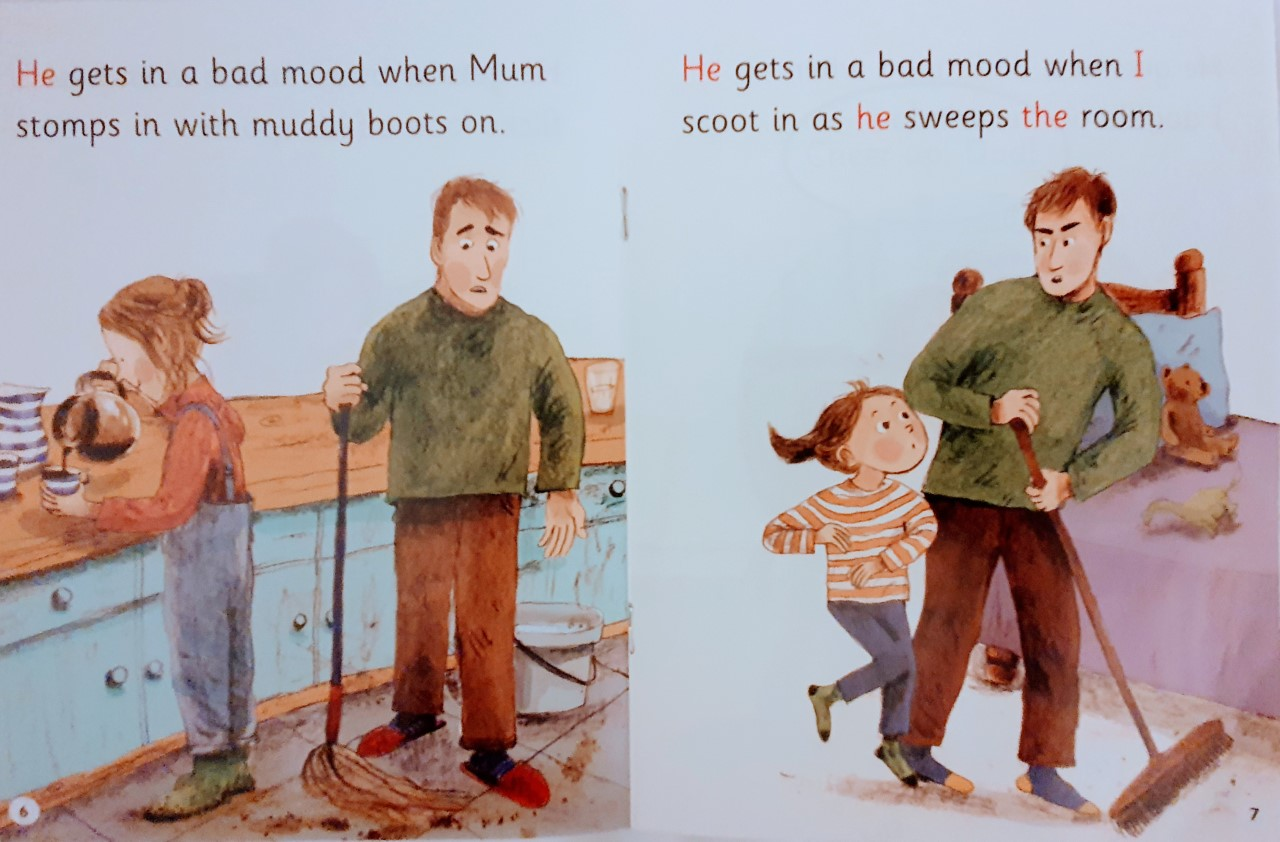 He gets in a bad mood when Mum
stomps in with muddy boots on.
6
He gets in a bad mood when I
scoot in as he sweeps the room.
7